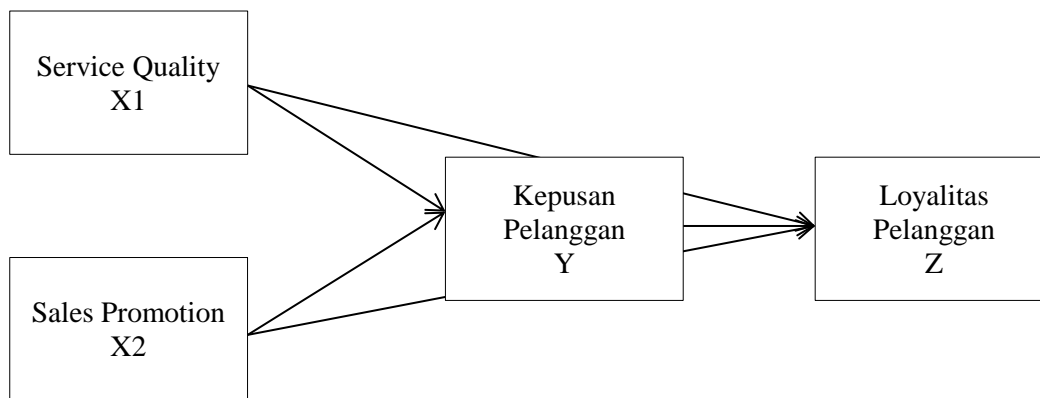 Service Quality
X1
Kepusan
Pelanggan
Y
Loyalitas
Pelanggan
Z
Sales Promotion
X2